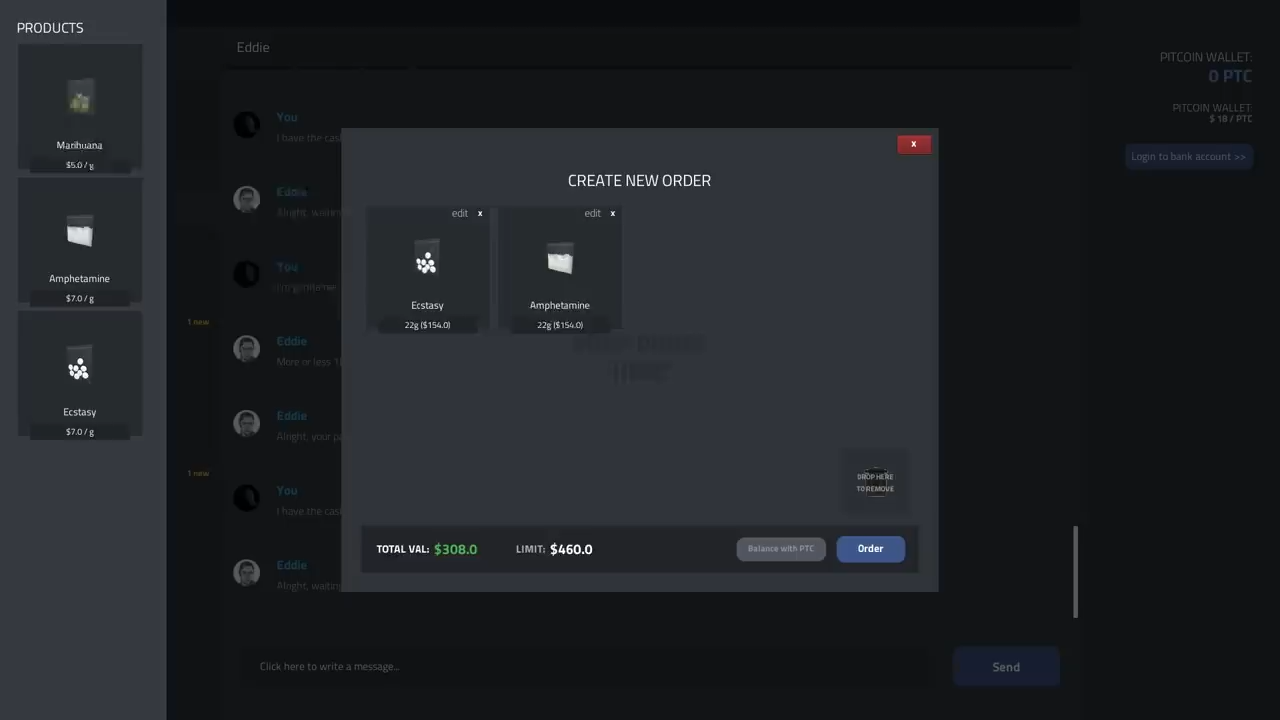 PRODUCTS
Marihuana
$5.0 / g
Amphetamine
$7.0 / g
Ecstasy
$7.0 / g
Eddie
1 new
1 new
You
I have the cash
Eddie
Alright, waiting
You
Eddie
More or less
Eddie
Alright, your
You
I have the cas
Eddie
Alright, waiting
x
CREATE NEW ORDER
edit x
Ecstasy
22g ($154.0)
edit x
Amphetamine
22g ($154.0)
DROP HERE
TO REMOVE
TOTAL VAL: $308.0
LIMIT: $460.0
Balance with PTC
Order
Click here to write a message...
Send
PITCOIN WALLET:
0 PTC
PITCOIN WALLET:
$ 18 / PTC
Login to bank account >>